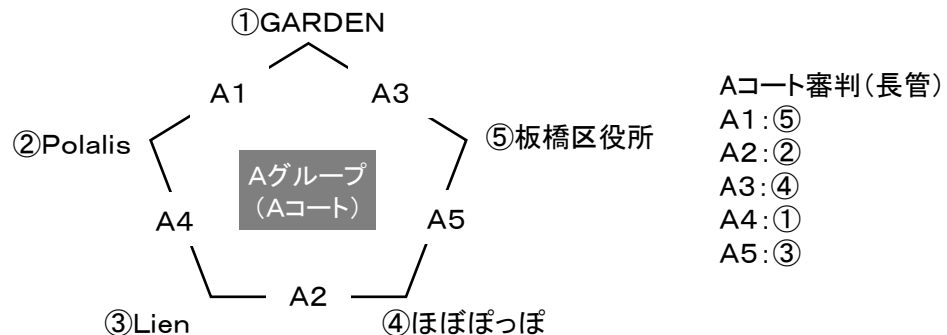 ①GARDEN
A1
A3
②Polalis
⑤板橋区役所
Aグループ
（Aコート）
A4
A5
A2
③Lien
④ほぼぽっぽ
Aコート審判（長管）
A1：⑤
A2：②
A3：④
A4：①
A5：③